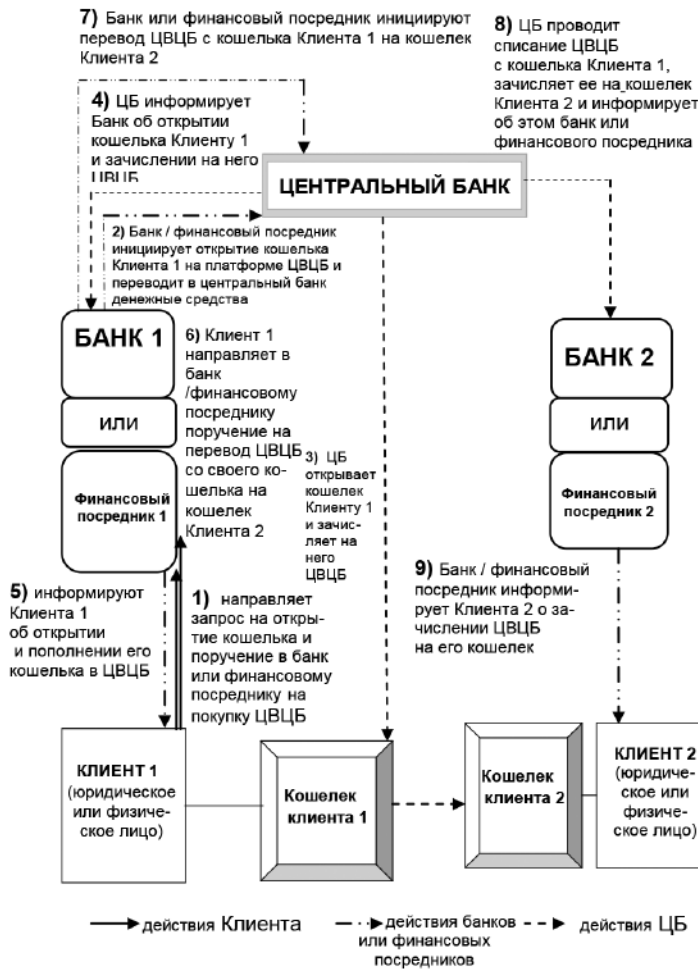 7) Банк или финансовый посредник инициируют
перевод ЦВЦБ с кошелька Клиента 1 на кошелек
Клиента 2
8) ЦБ проводит
списание ЦВЦБ
с кошелька Клиента 1,
зачисляет ее на кошелек
Клиента 2 и информирует
об этом банк или
финансового посредника
4) ЦБ информирует
Банк об открытии
кошелька Клиенту 1
и зачислении на него
ЦВЦБ
ЦЕНТРАЛЬНЫЙ БАНК
2) Банк / финансовый посредник
инициирует открытие кошелька
Клиента 1 на платформе ЦВЦБ и
переводит в центральный банк
денежные средства
БАНК 1
ИЛИ
Финансовый
посредник 1
6) Клиент 1
направляет в
банк
/финансовому
посреднику
поручение на
перевод ЦВЦБ
со своего ко-
шелька на
кошелек
Клиента 2
3) ЦБ
открывает
кошелек
Клиенту 1
и зачис-
ляет на
него
ЦВЦБ
БАНК 2
ИЛИ
Финансовый
посредник 2
5) информируют
Клиента 1
об открытии
и пополнении его
кошелька в ЦВЦБ
1) направляет
запрос на откры-
тие кошелька и
поручение в банк
или финансовому
посреднику на
покупку ЦВЦБ
9) Банк / финансовый
посредник информи-
рует Клиента 2 о за-
числении ЦВЦБ
на его кошелек
КЛИЕНТ 1
(юридическое
или физиче-
ское лицо)
Кошелек
клиента 1
Кошелек
клиента 2
КЛИЕНТ 2
(юридиче-
ское или
физиче-
ское лицо)
действия Клиента
действия банков
или финансовых
посредников
действия ЦБ